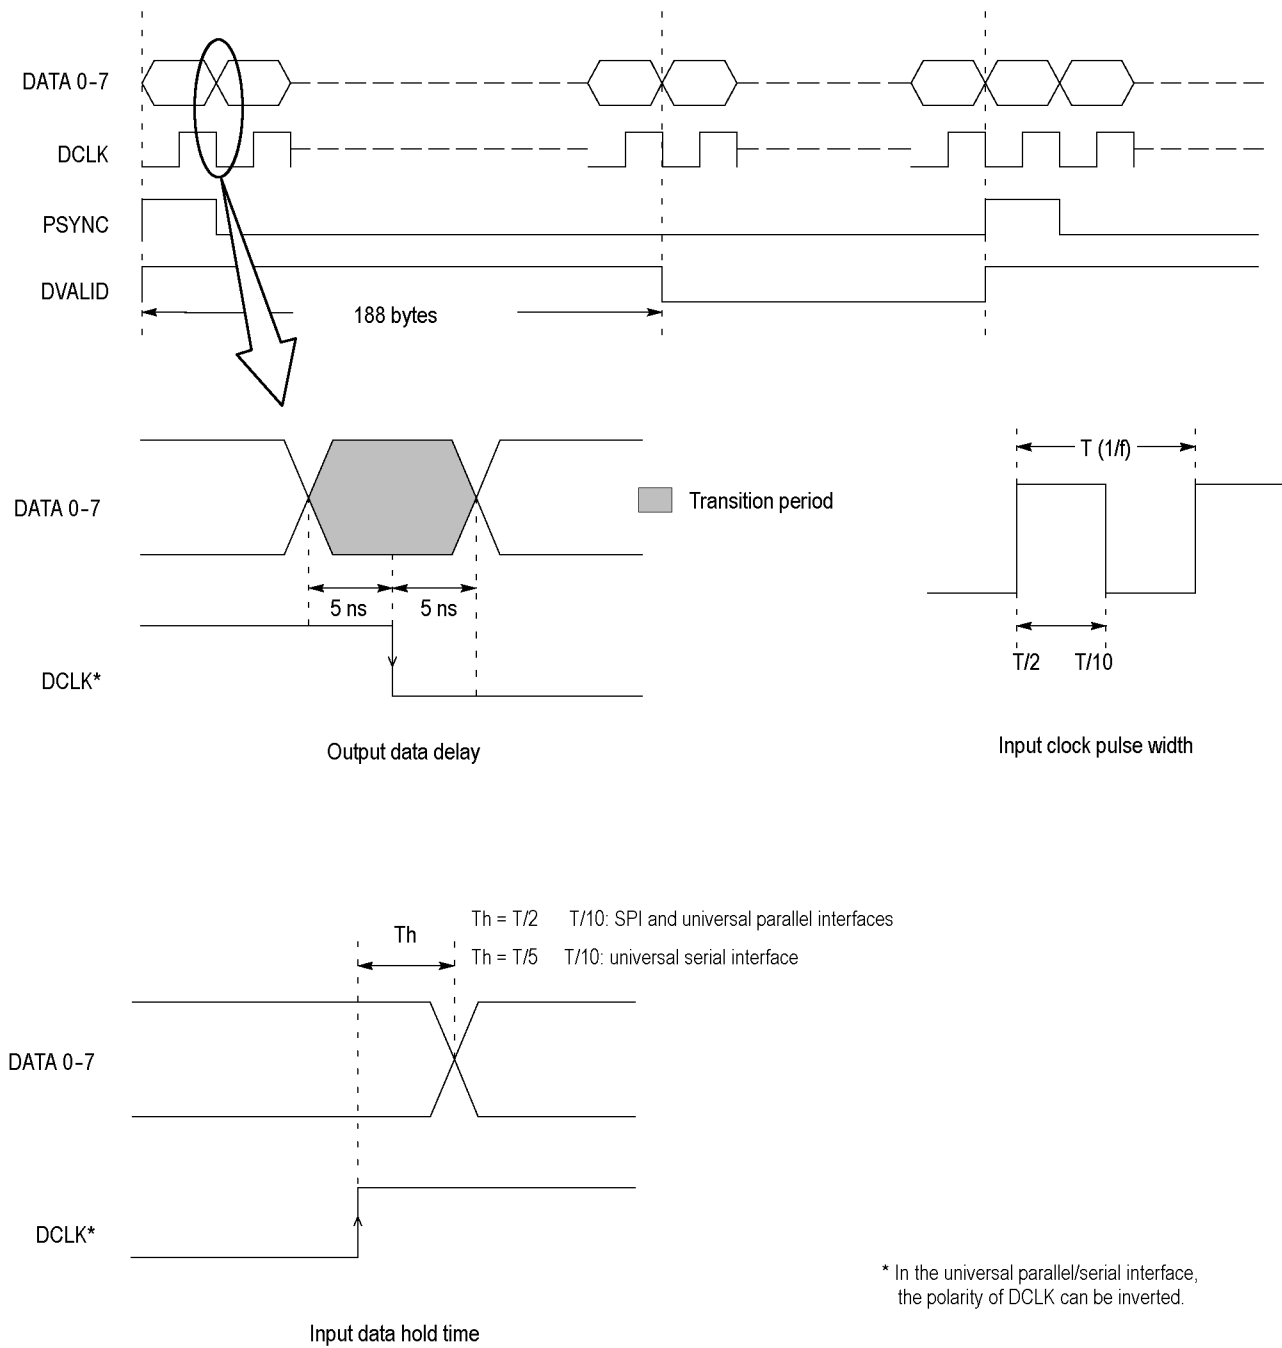 DATA 0-7
DCLK
PSYNC
DVALID
188 bytes
DATA 0-7
Transition period
5 ns 5 ns
DCLK*
Output data delay
T (1/f)
T/2 T/10
Input clock pulse width
Th
Th = T/2 T/10: SPI and universal parallel interfaces
Th = T/5 T/10: universal serial interface
DATA 0-7
DCLK*
Input data hold time
* In the universal parallel/serial interface,
the polarity of DCLK can be inverted.